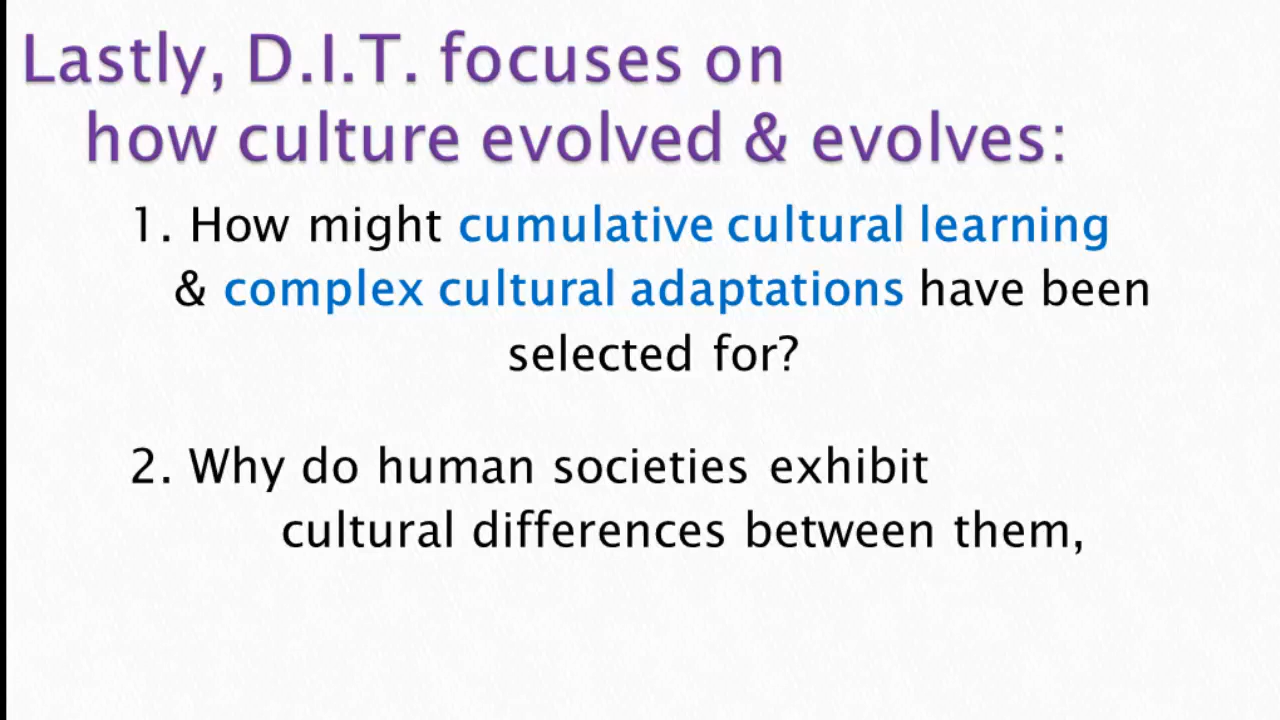 Lastly, D.I.T. focuses on
how culture evolved & evolves:
1. How might cumulative cultural learning
& complex cultural adaptations have been
selected for?
2. Why do human societies exhibit
cultural differences between them,